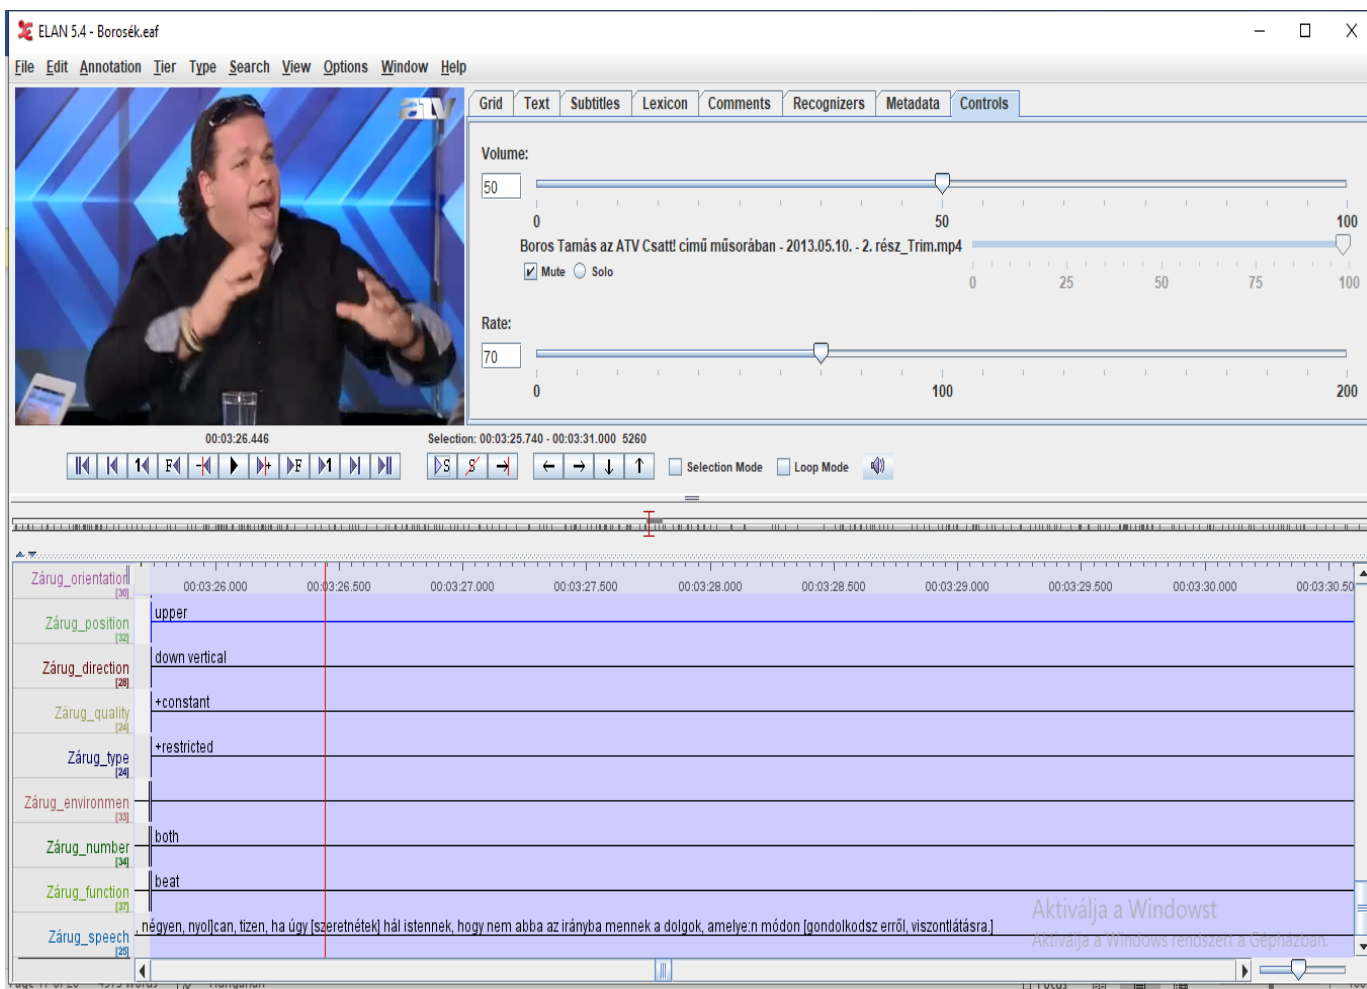 ELAN 5.4 - Borosék.eaf
File Edit Annotation Tier Type Search View Options Window Help
atv
Grid Text Subtitles Lexicon Comments Recognizers Metadata Controls
Volume:
50
0 50 100
Boros Tamás az ATV Csatt! című műsorában - 2013.05.10. - 2. rész_Trim.mp4
Mute Solo
0 25 50 75 100
Rate:
70
0 100 200
00:03:26.446
Selection: 00:03:25.740 - 00:03:31.000 5260
Selection Mode Loop Mode
00:03:26.000 00:03:26.500 00:03:27.000 00:03:27.500 00:03:28.000 00:03:28.500 00:03:29.000 00:03:29.500 00:03:30.000 00:03:30.50
Zárug_orientation
[30]
Zárug_position
[32]
upper
Zárug_direction
[28]
down vertical
Zárug_quality
[24]
+constant
Zárug_type
[24]
+restricted
Zárug_environmen
[33]
Zárug_number
[34]
both
Zárug_function
[37]
beat
Zárug_speech
[25]
, négyen, nyol]can, tizen, ha úgy [szeretnétek] hál istennek, hogy nem abba az irányba mennek a dolgok, amelye:n módon [gondolkodsz erről, viszontlátásra.]
Aktiválja a Windowst
Aktiválja a Windows rendszert a Gépházban.